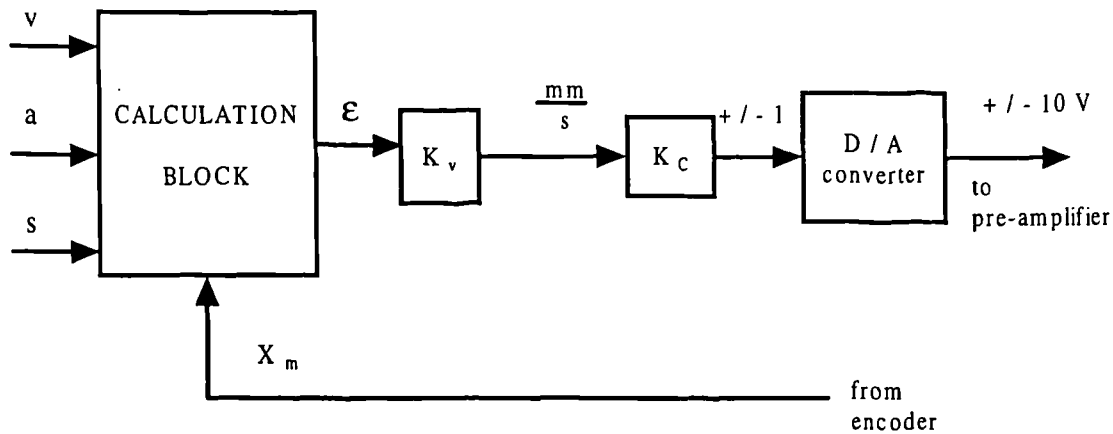 v
a
s
CALCULATION
BLOCK
ε
K v
mm
s
K C
+ / - 1
D / A
converter
+ / - 10 V
to
pre-amplifier
X m
from
encoder